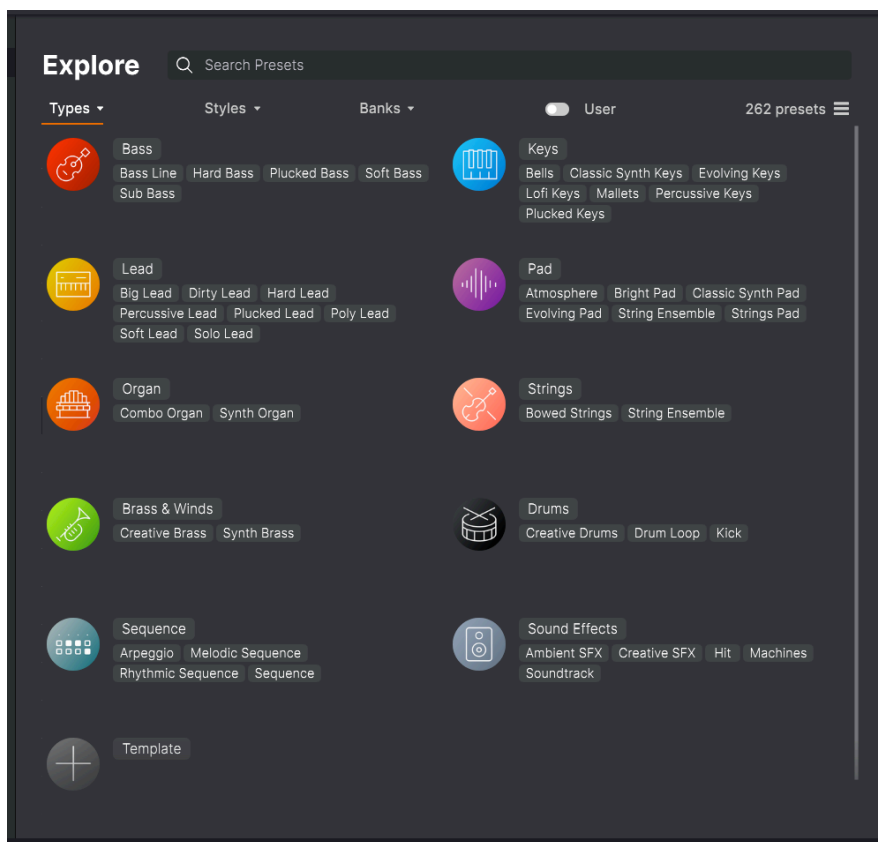 Explore
Search Presets
Types Styles Banks User 262 presets
Bass
Bass Line Hard Bass Plucked Bass Soft Bass
Sub Bass
Keys
Bells Classic Synth Keys Evolving Keys
Lofi Keys Mallets Percussive Keys
Plucked Keys
Lead
Big Lead Dirty Lead Hard Lead
Percussive Lead Plucked Lead Poly Lead
Soft Lead Solo Lead
Pad
Atmosphere Bright Pad Classic Synth Pad
Evolving Pad String Ensemble Strings Pad
Organ
Combo Organ Synth Organ
Strings
Bowed Strings String Ensemble
Brass & Winds
Creative Brass Synth Brass
Drums
Creative Drums Drum Loop Kick
Sequence
Arpeggio Melodic Sequence
Rhythmic Sequence Sequence
Sound Effects
Ambient SFX Creative SFX Hit Machines
Soundtrack
Template